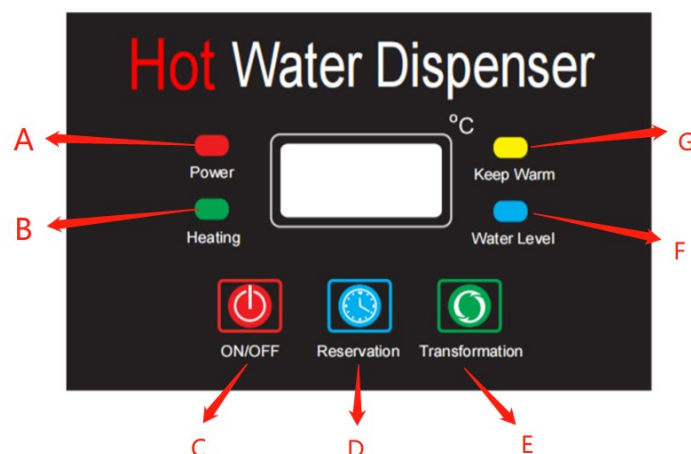 Hot Water Dispenser
°C
A
Power
Keep Warm
G
B
Heating
Water Level
F
ON/OFF
Reservation
Transformation
C
D
E